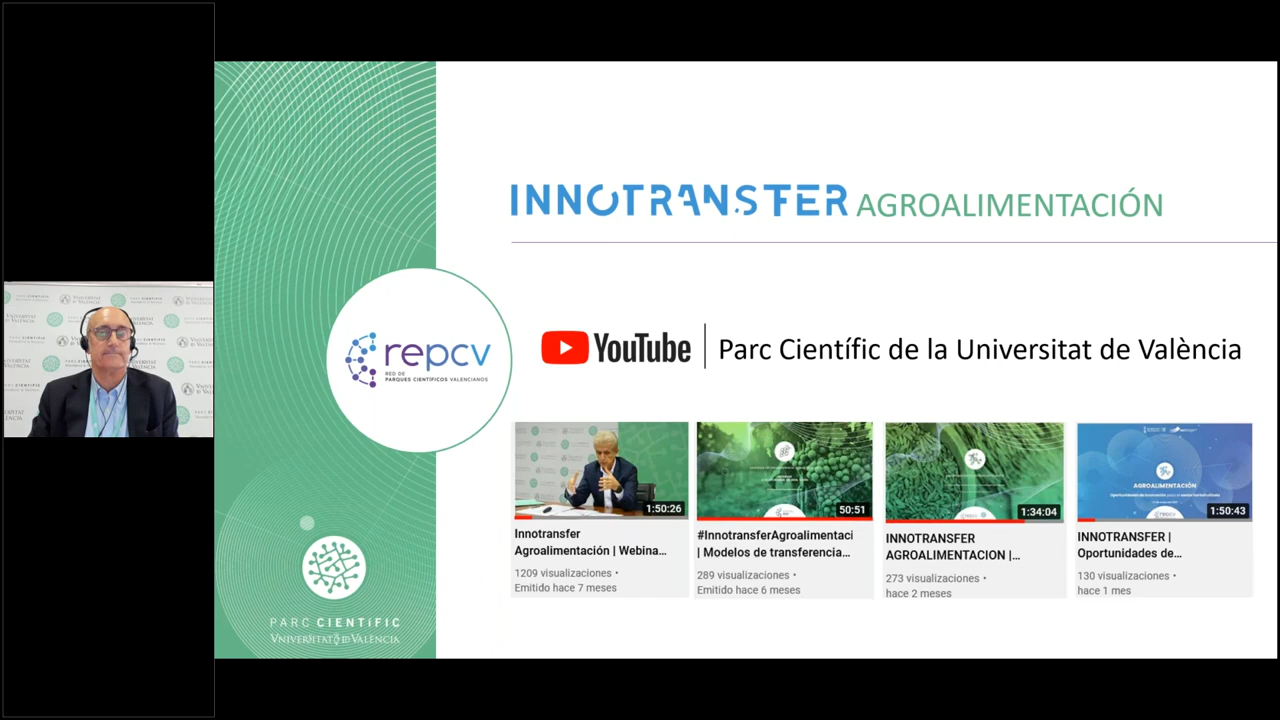 INNOTRANSFER AGROALIMENTACIÓN
repcv
RED DE
PARQUES CIENTÍFICOS VALENCIANOS
YouTube
Parc Científic de la Universitat de València
1:50:26
Innotransfer
Agroalimentación | Webina...
1209 visualizaciones •
Emitido hace 7 meses
50:51
#InnotransferAgroalimentaci
| Modelos de transferencia...
289 visualizaciones •
Emitido hace 6 meses
1:34:04
INNOTRANSFER
AGROALIMENTACION |...
273 visualizaciones •
hace 2 meses
AGROALIMENTACIÓN
1:50:43
INNOTRANSFER |
Oportunidades de...
130 visualizaciones •
hace 1 mes
PARC CIENTÍFIC
VNIVERSITATQ ID VALÈNCIA